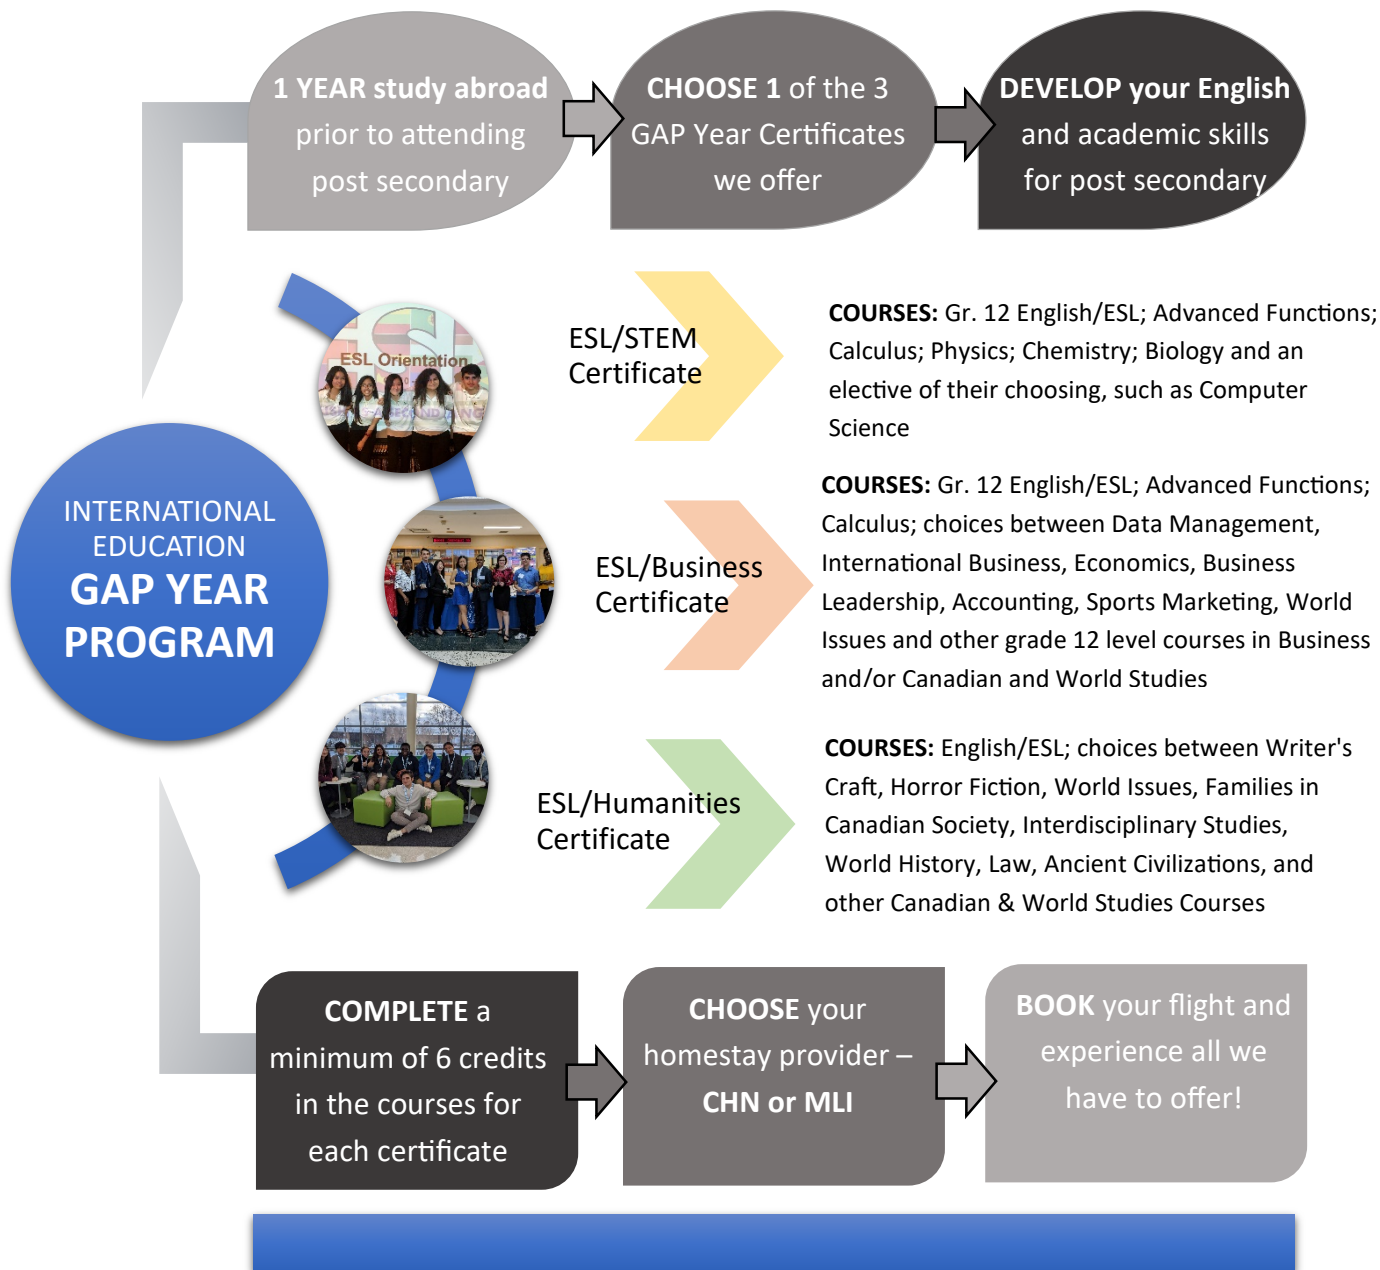 1 YEAR study abroad
prior to attending
post secondary
CHOOSE 1 of the 3
GAP Year Certificates
we offer
DEVELOP your English
and academic skills
for post secondary
INTERNATIONAL
EDUCATION
GAP YEAR
PROGRAM
ESL Orientation
ESL/STEM
Certificate
COURSES: Gr. 12 English/ESL; Advanced Functions;
Calculus; Physics; Chemistry; Biology and an
elective of their choosing, such as Computer
Science
ESL/Business
Certificate
COURSES: Gr. 12 English/ESL; Advanced Functions;
Calculus; choices between Data Management,
International Business, Economics, Business
Leadership, Accounting, Sports Marketing, World
Issues and other grade 12 level courses in Business
and/or Canadian and World Studies
ESL/Humanities
Certificate
COURSES: English/ESL; choices between Writer's
Craft, Horror Fiction, World Issues, Families in
Canadian Society, Interdisciplinary Studies,
World History, Law, Ancient Civilizations, and
other Canadian & World Studies Courses
COMPLETE a
minimum of 6 credits
in the courses for
each certificate
CHOOSE your
homestay provider –
CHN or MLI
BOOK your flight and
experience all we
have to offer!